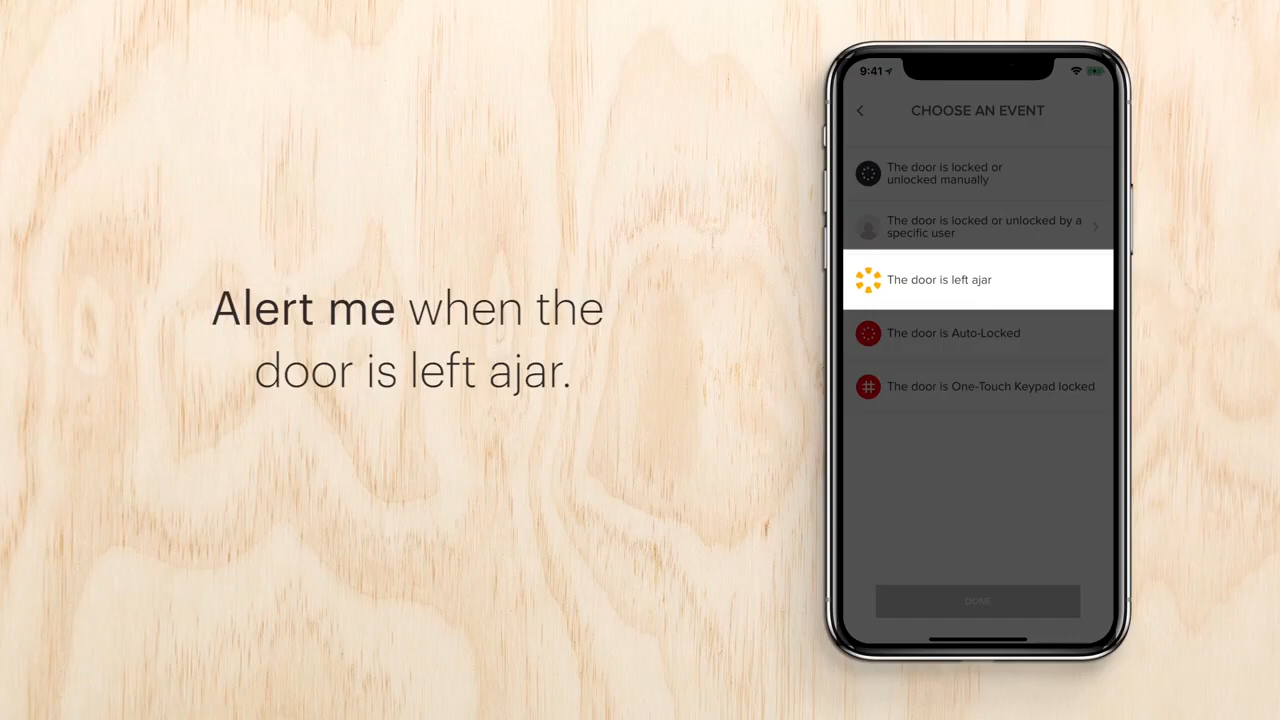 Alert me when the
door is left ajar.
9:41
CHOOSE AN EVENT
The door is locked or
unlocked manually
The door is locked or unlocked by a
specific user
The door is left ajar
The door is Auto-Locked
The door is One-Touch Keypad locked
DONE